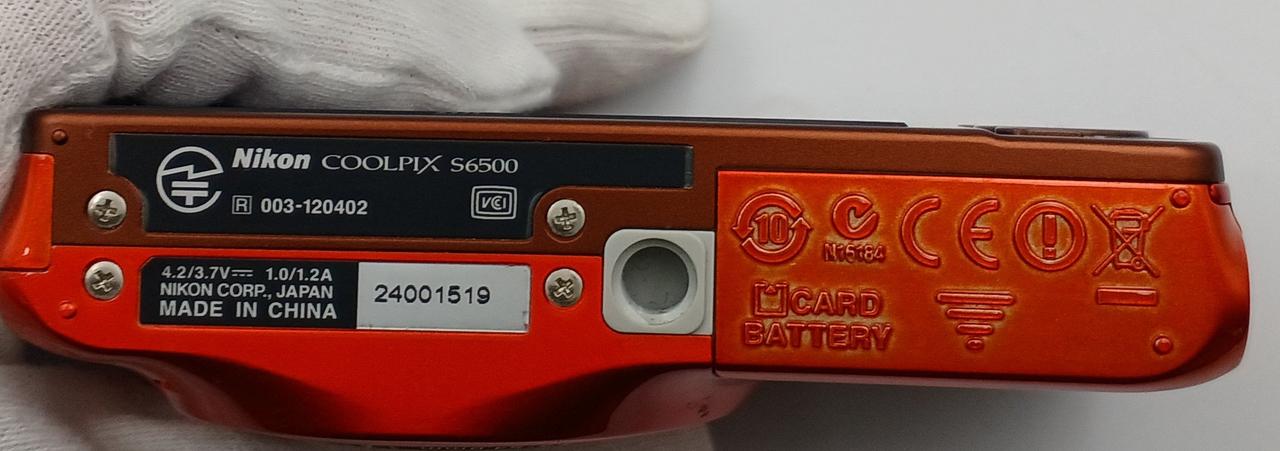 Nikon COOLPIX S6500
R 003-120402
VCI
4.2/3.7V⎓ 1.0/1.2A
NIKON CORP., JAPAN
MADE IN CHINA
24001519
10
N15184
CE
CARD
BATTERY